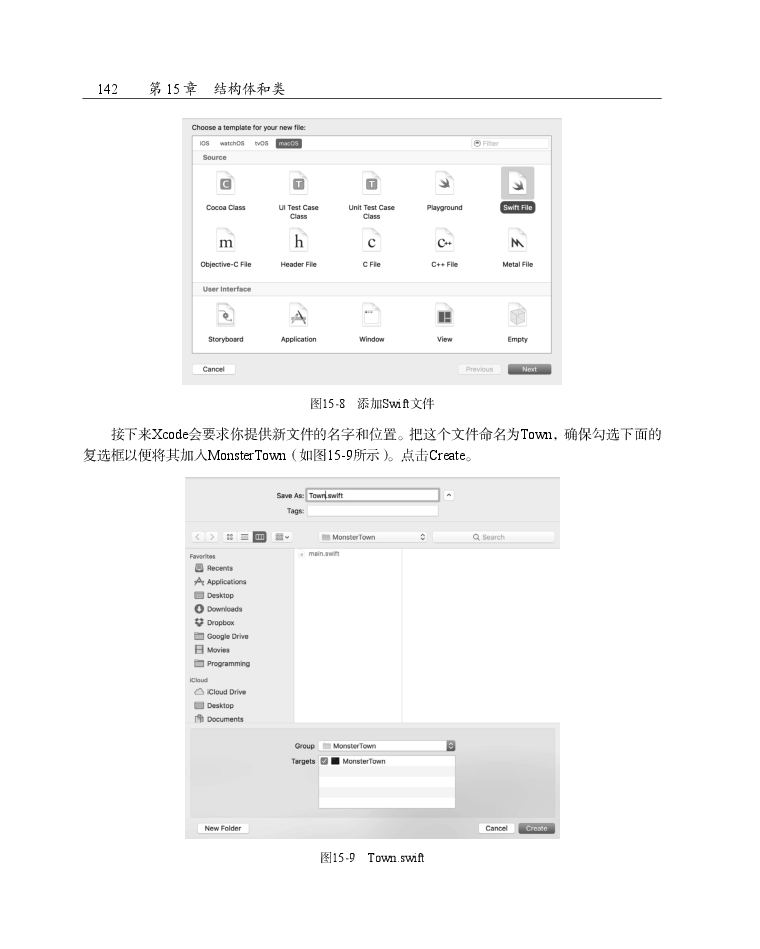 142 第 15 章 结构体和类
Choose a template for your new file:
iOS watchOS tvOS macOS Filter
Source
Cocoa Class UI Test Case Class Unit Test Case Class Playground Swift File
m h c C++
Objective-C File Header File C File C++ File Metal File
User Interface
Storyboard Application Window View Empty
Cancel Previous Next
图15-8 添加Swift文件
接下来Xcode会要求你提供新文件的名字和位置。把这个文件命名为Town，确保勾选下面的
复选框以便将其加入MonsterTown（如图15-9所示）。点击Create。
Save As: Town.swift
Tags:
MonsterTown Search
Favorites
main.swift
Recents
Applications
Desktop
Downloads
Dropbox
Google Drive
Movies
Programming
iCloud
iCloud Drive
Desktop
Documents
Group MonsterTown
Targets MonsterTown
New Folder Cancel Create
图15-9 Town.swift